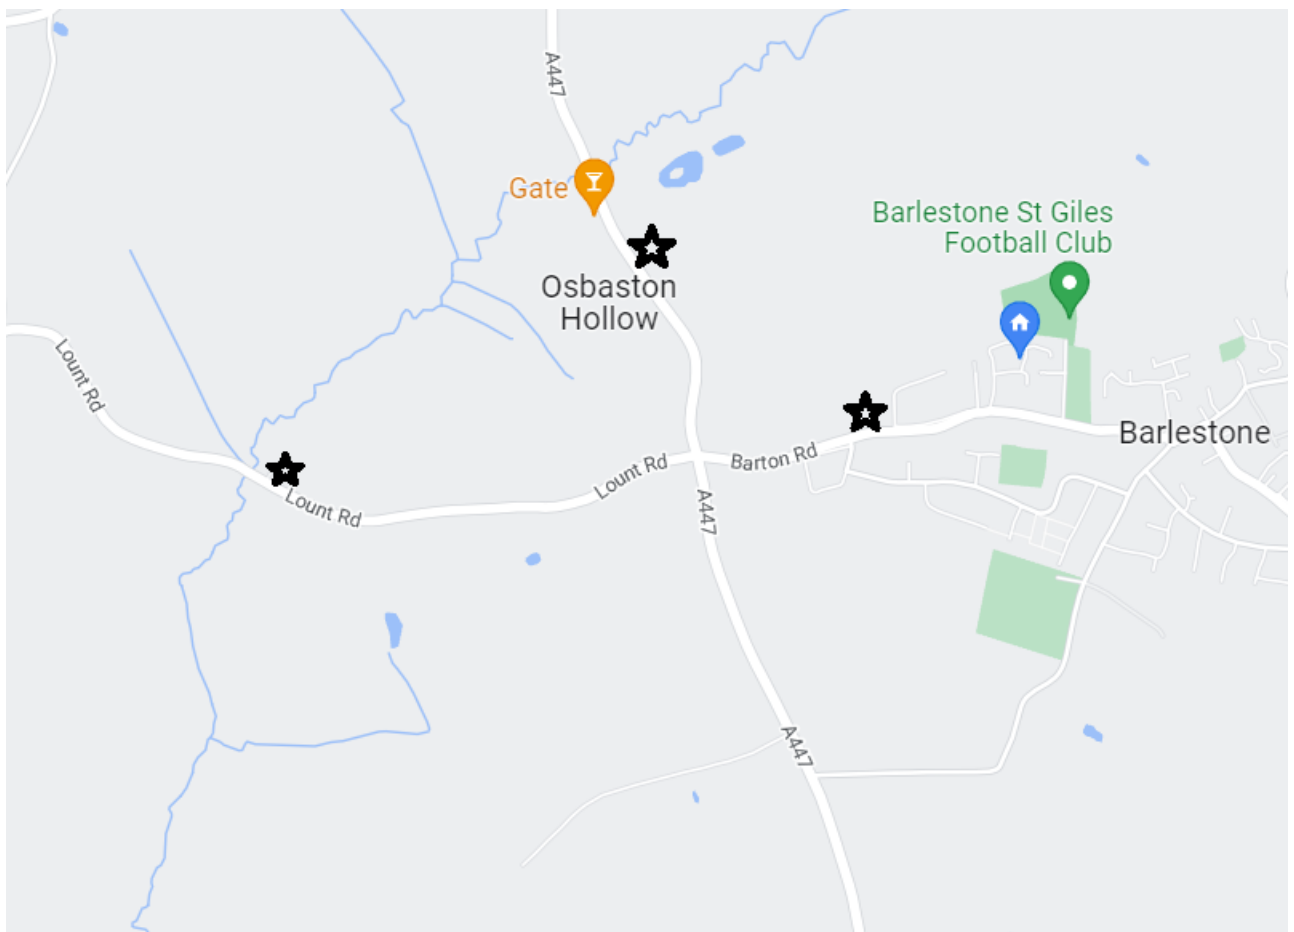 A447
Gate
Barlestone St Giles
Football Club
Osbaston
Hollow
Lount Rd
Barlestone
Lount Rd
Barton Rd
Lount Rd
A447
A447